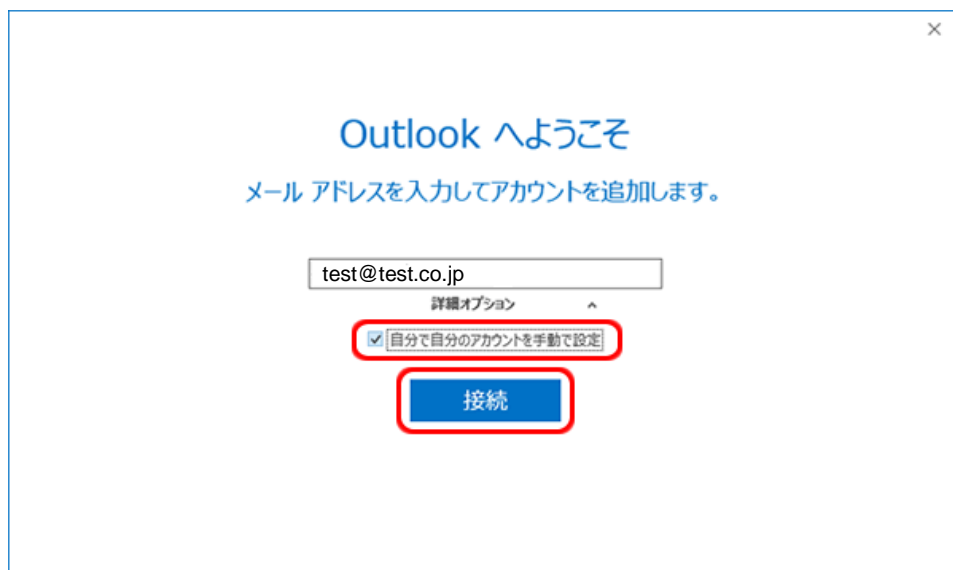 Outlook へようこそ
メール アドレスを入力してアカウントを追加します。
test@test.co.jp
詳細オプション
自分で自分のアカウントを手動で設定
接続